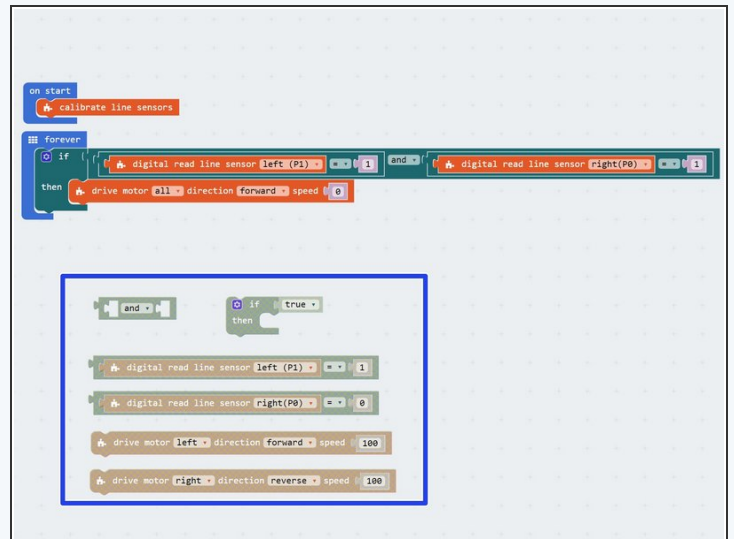 on start
calibrate line sensors
forever
if digital read line sensor left (P1) = 1 and digital read line sensor right(P0) = 1
then drive motor all direction forward speed 0
and
if true
then
digital read line sensor left (P1) = 1
digital read line sensor right(P0) = 0
drive motor left direction forward speed 100
drive motor right direction reverse speed 100